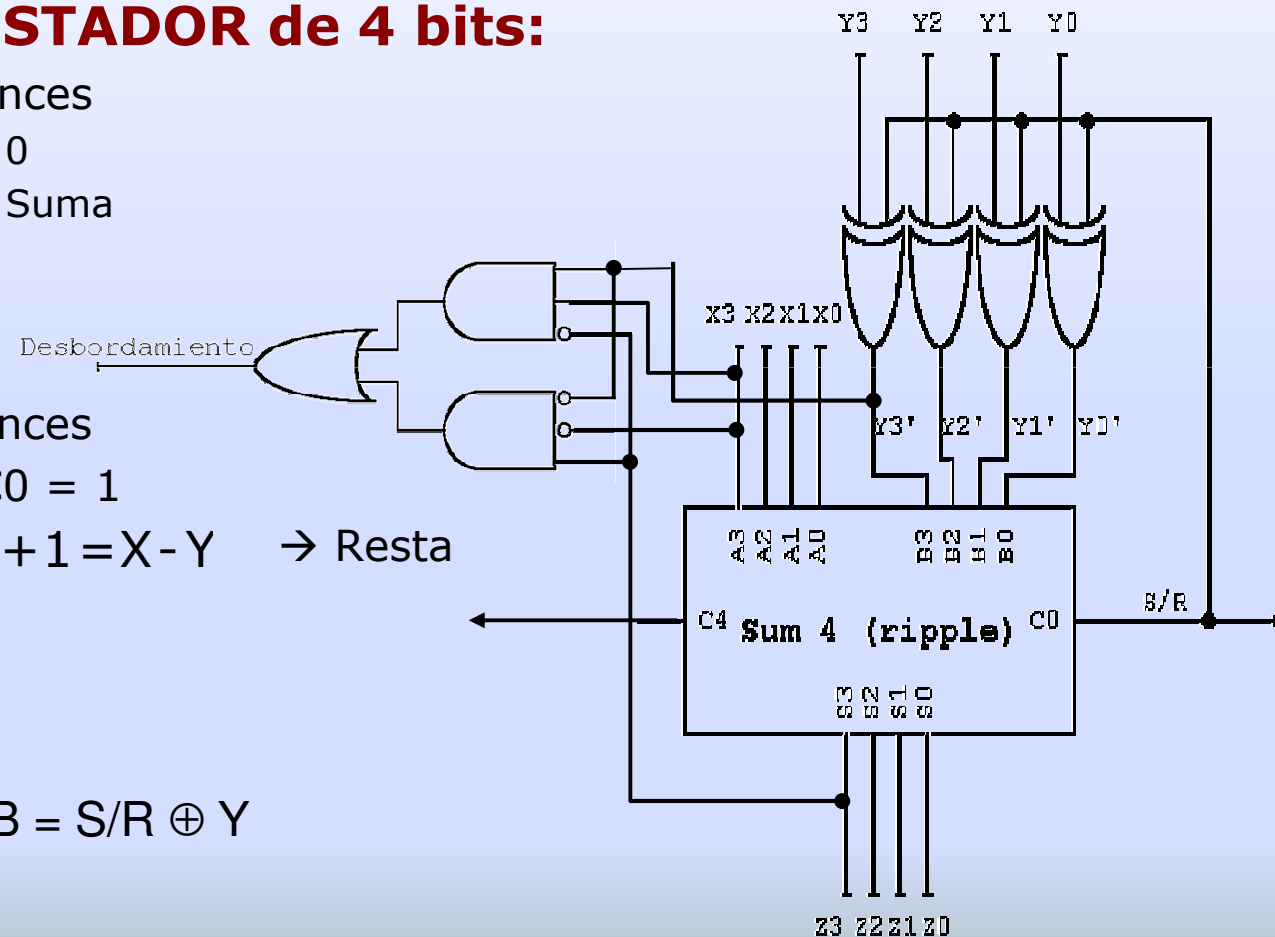 STADOR de 4 bits:
nces
0
Suma
nces
0 = 1
+1=X-Y → Resta
B = S/R ⊕ Y
Y3 Y2 Y1 Y0
X3 X2 X1 X0
Desbordamiento
Y3' Y2' Y1' Y0'
A3 A2 A1 A0 B3 B2 B1 B0
C4 Sum 4 (ripple) C0
S/R
S3 S2 S1 S0
Z3 Z2 Z1 Z0